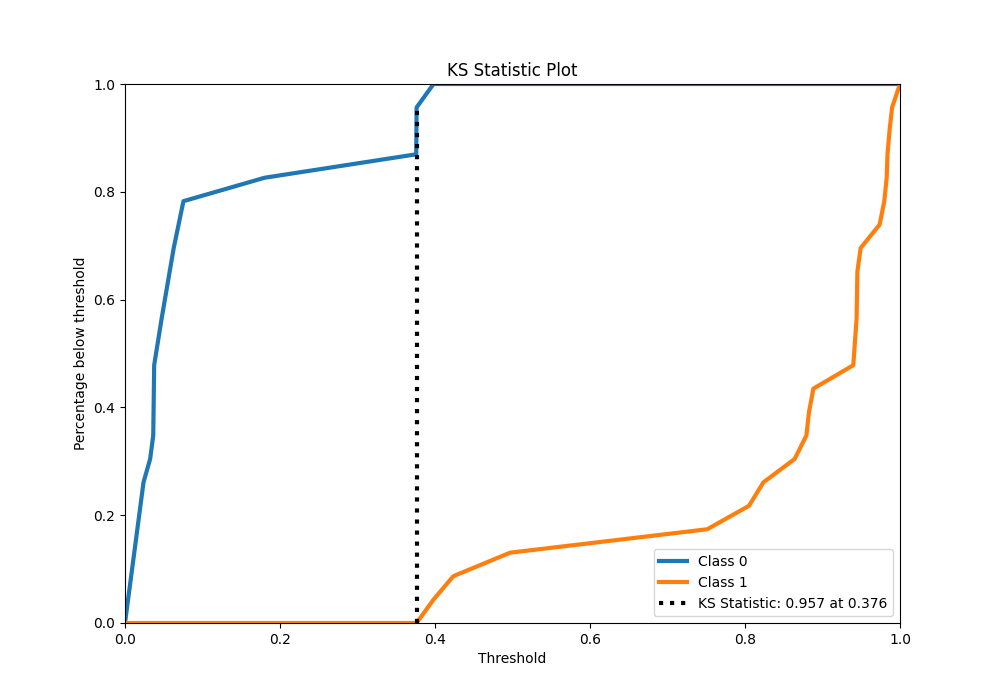 KS Statistic Plot
1.0
0.8
0.6
0.4
0.2
0.0
Percentage below threshold
0.0 0.2 0.4 0.6 0.8 1.0
Threshold
Class 0
Class 1
KS Statistic: 0.957 at 0.376